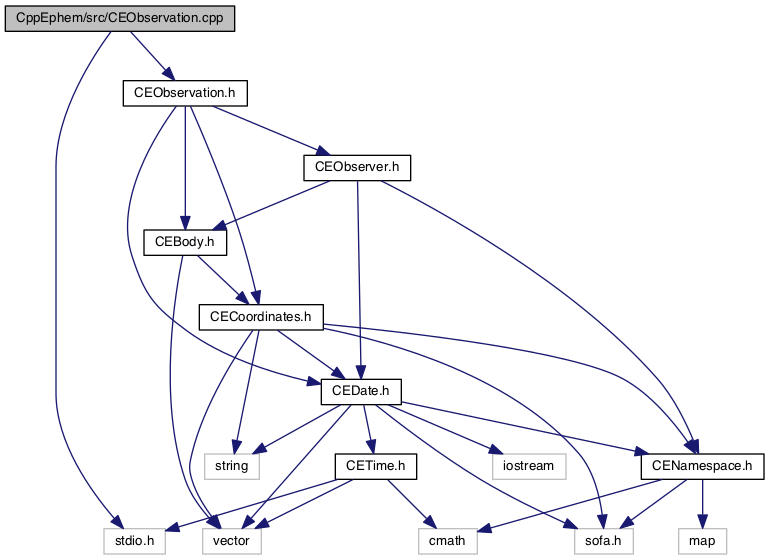 CppEphem/src/CEObservation.cpp
CEObservation.h
CEObserver.h
CEBody.h
CECoordinates.h
CEDate.h
string
CETime.h
iostream
CENamespace.h
stdio.h
vector
cmath
sofa.h
map